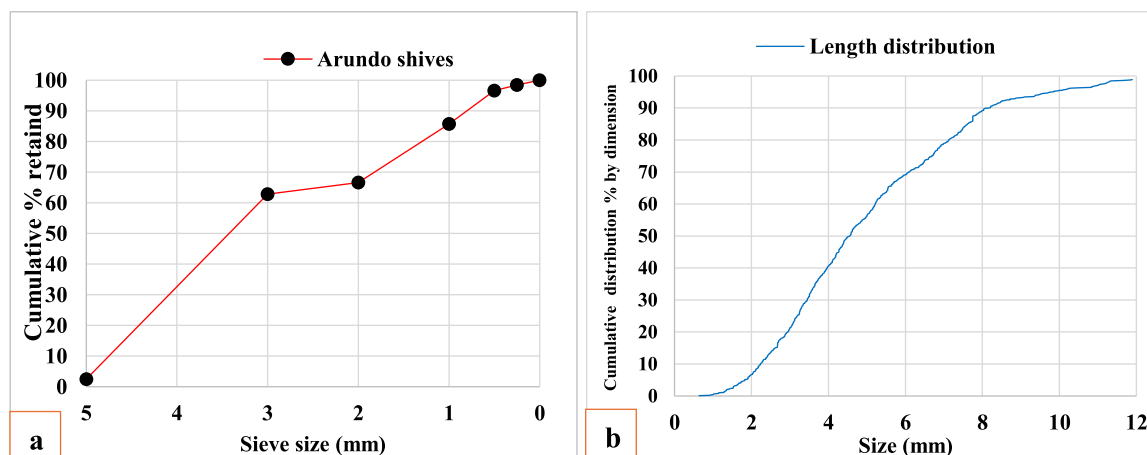 Arundo shives
Cumulative % retaind
100
90
80
70
60
50
40
30
20
10
0
5 4 3 2 1 0
Sieve size (mm)
a
Length distribution
Cumulative distribution % by dimension
100
90
80
70
60
50
40
30
20
10
0
0 2 4 6 8 10 12
Size (mm)
b